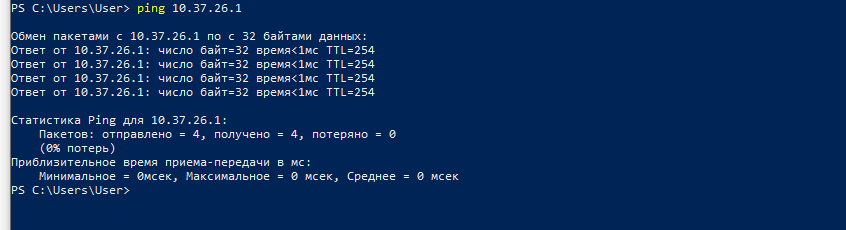 PS C:\Users\User> ping 10.37.26.1
Обмен пакетами с 10.37.26.1 по с 32 байтами данных:
Ответ от 10.37.26.1: число байт=32 время<1мс TTL=254
Ответ от 10.37.26.1: число байт=32 время<1мс TTL=254
Ответ от 10.37.26.1: число байт=32 время<1мс TTL=254
Ответ от 10.37.26.1: число байт=32 время<1мс TTL=254
Статистика Ping для 10.37.26.1:
Пакетов: отправлено = 4, получено = 4, потеряно = 0
(0% потерь)
Приблизительное время приема-передачи в мс:
Минимальное = 0мсек, Максимальное = 0 мсек, Среднее = 0 мсек
PS C:\Users\User>